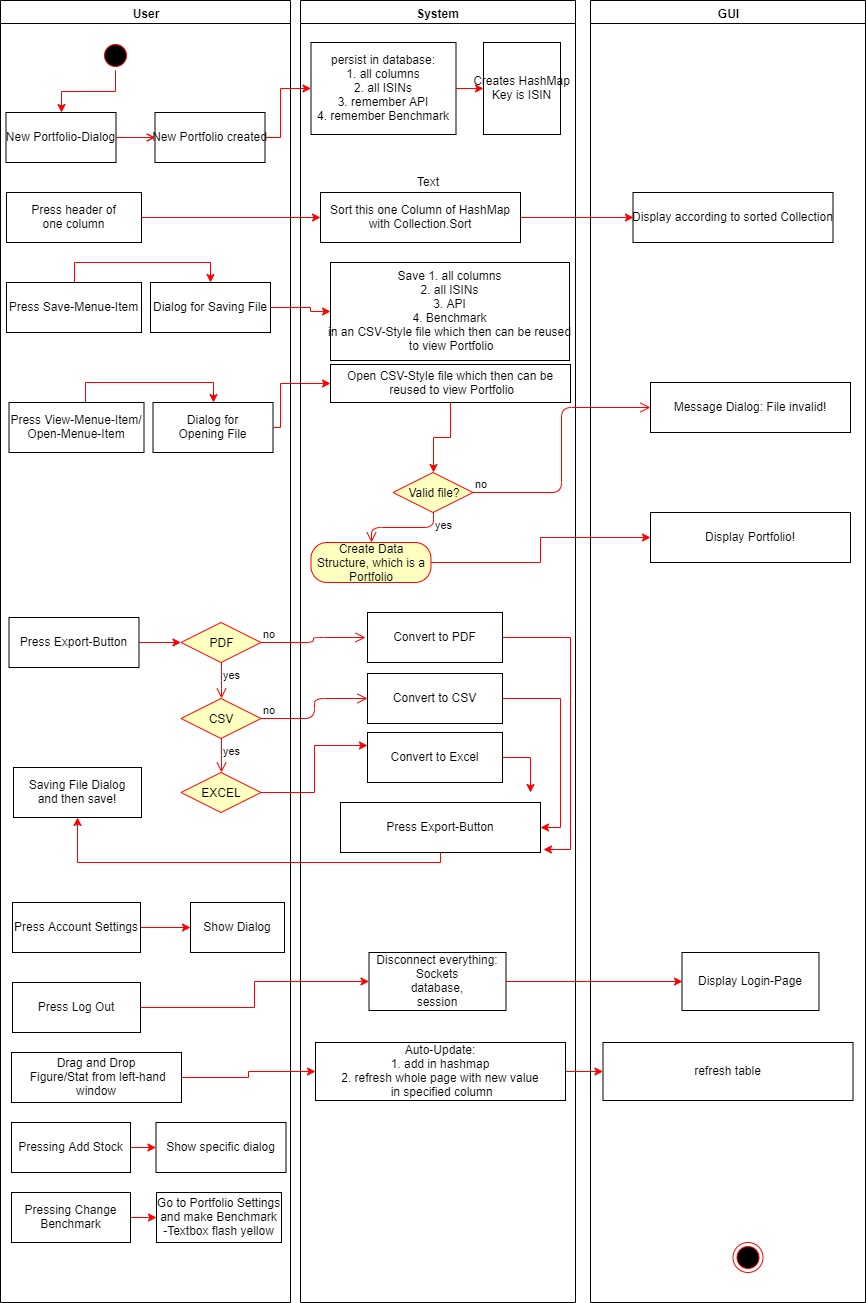 User
System
GUI
persist in database:
1. all columns
2. all ISINs
3. remember API
4. remember Benchmark
Creates HashMap
Key is ISIN
New Portfolio-Dialog
New Portfolio created
Text
Press header of
one column
Sort this one Column of HashMap
with Collection.Sort
Display according to sorted Collection
Press Save-Menue-Item
Dialog for Saving File
Save 1. all columns
2. all ISINs
3. API
4. Benchmark
in an CSV-Style file which then can be reused
to view Portfolio
Open CSV-Style file which then can be
reused to view Portfolio
Press View-Menue-Item/
Open-Menue-Item
Dialog for
Opening File
Message Dialog: File invalid!
Valid file?
no
yes
Create Data
Structure, which is a
Portfolio
Display Portfolio!
Press Export-Button
PDF
no
Convert to PDF
yes
CSV
no
Convert to CSV
yes
EXCEL
Convert to Excel
Saving File Dialog
and then save!
Press Export-Button
Press Account Settings
Show Dialog
Press Log Out
Disconnect everything:
Sockets
database,
session
Display Login-Page
Drag and Drop
Figure/Stat from left-hand
window
Auto-Update:
1. add in hashmap
2. refresh whole page with new value
in specified column
refresh table
Pressing Add Stock
Show specific dialog
Pressing Change
Benchmark
Go to Portfolio Settings
and make Benchmark
-Textbox flash yellow